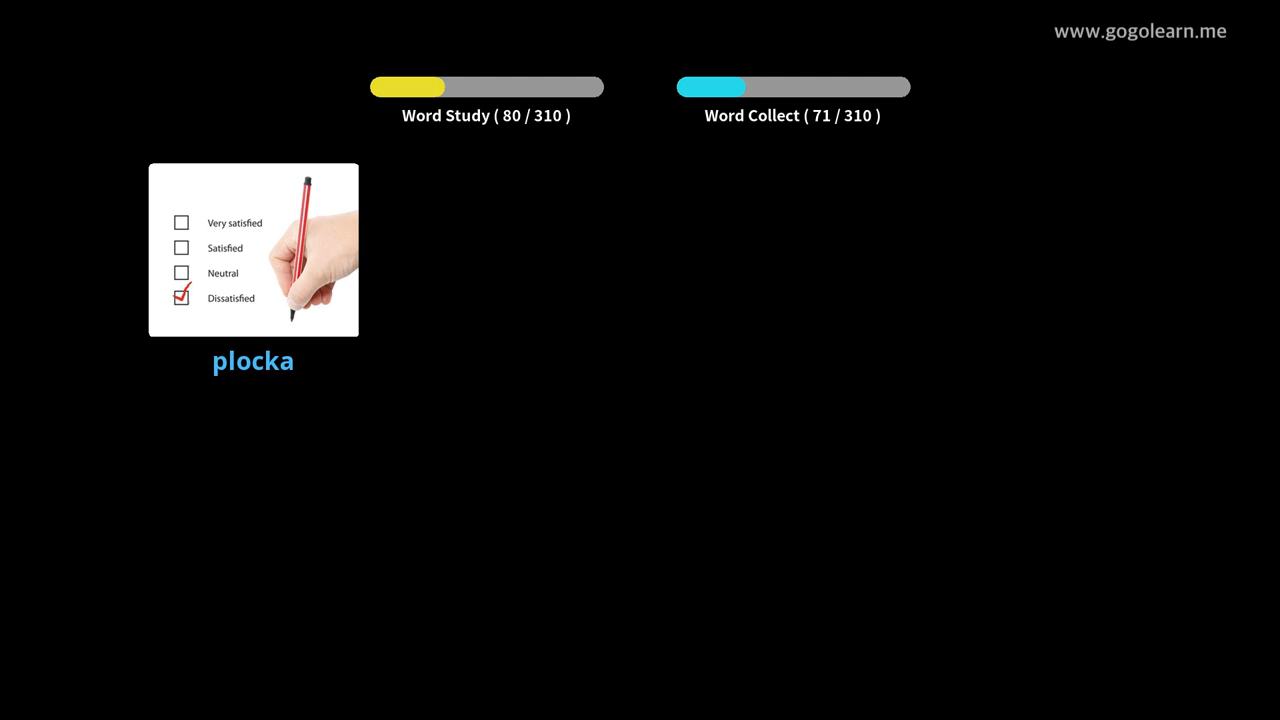 www.gogolearn.me
Word Study ( 80 / 310 )
Word Collect ( 71 / 310 )
Very satisfied
Satisfied
Neutral
Dissatisfied
plocka